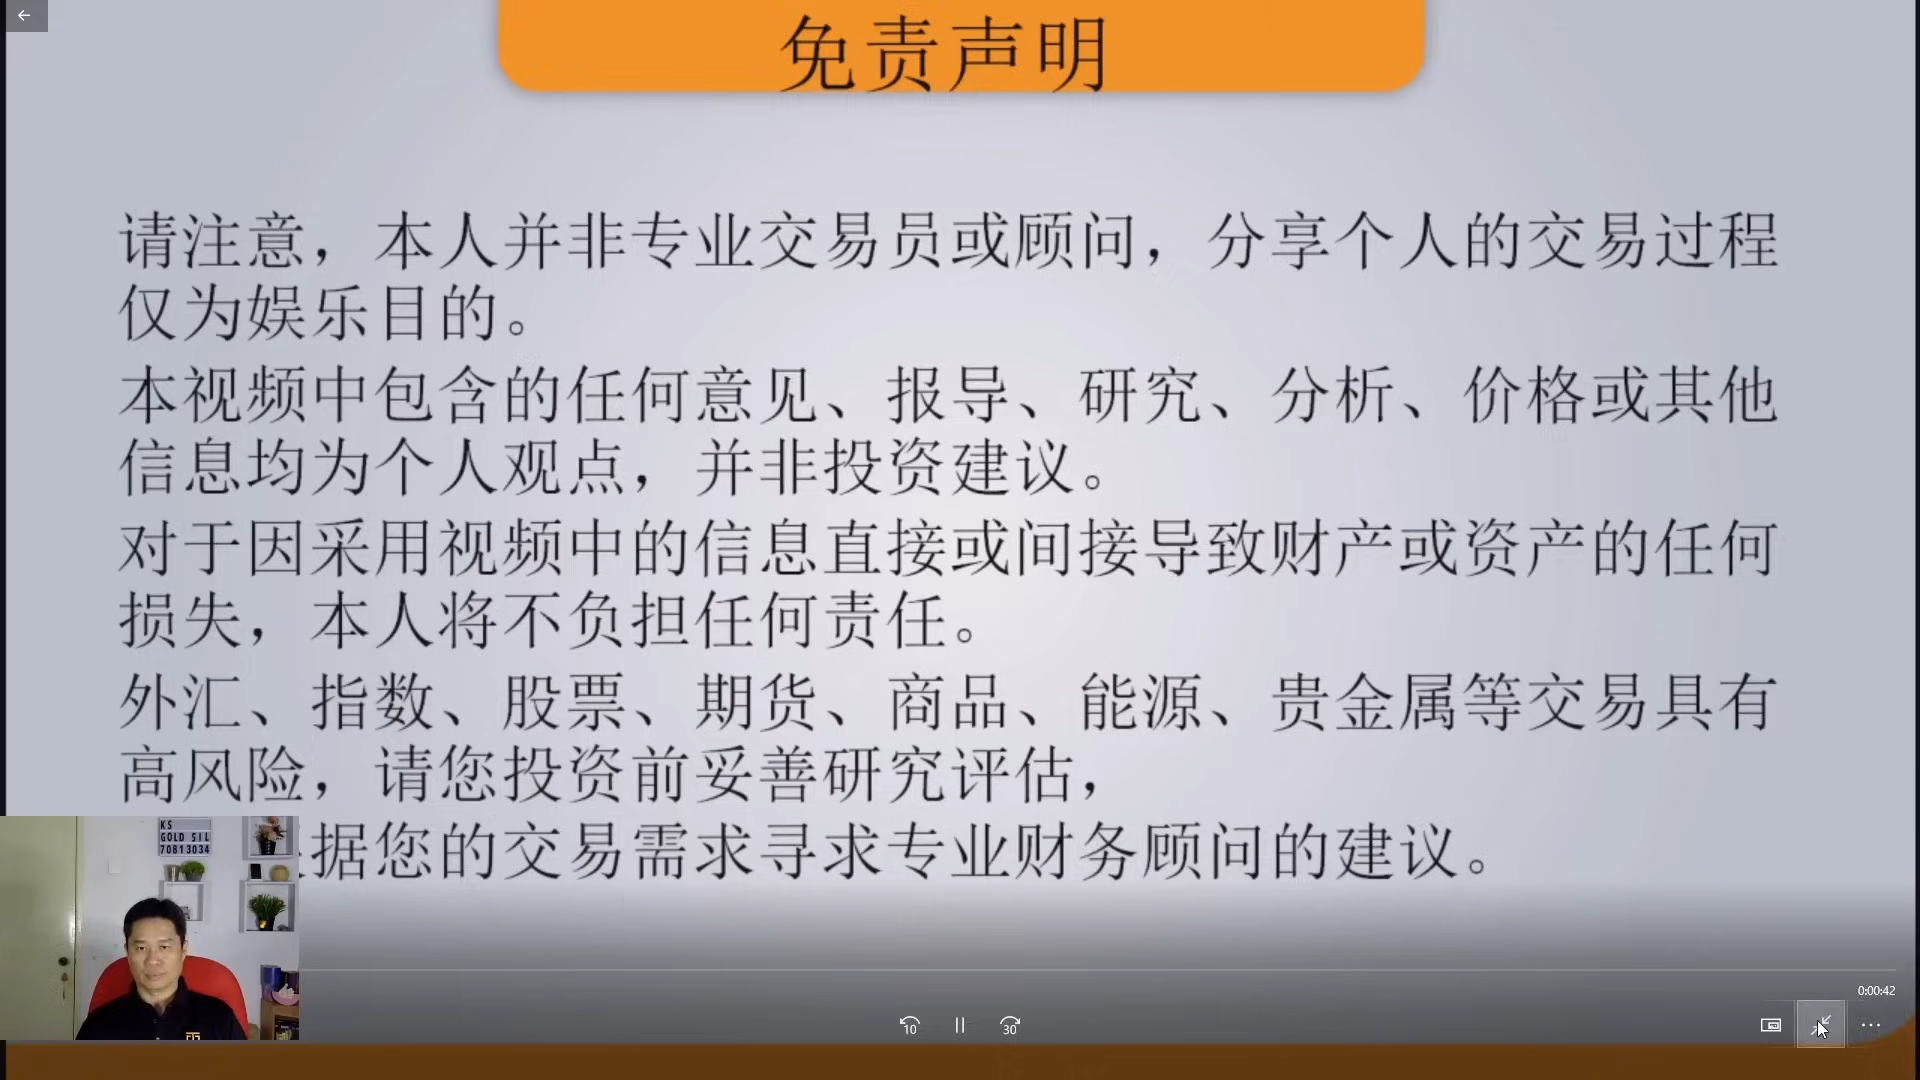 免责声明
请注意，本人并非专业交易员或顾问，分享个人的交易过程
仅为娱乐目的。
本视频中包含的任何意见、报导、研究、分析、价格或其他
信息均为个人观点，并非投资建议。
对于因采用视频中的信息直接或间接导致财产或资产的任何
损失，本人将不负担任何责任。
外汇、指数、股票、期货、商品、能源、贵金属等交易具有
高风险，请您投资前妥善研究评估，
据您的交易需求寻求专业财务顾问的建议。
KS
GOLD SIL
70813034
0:00:42
10
30